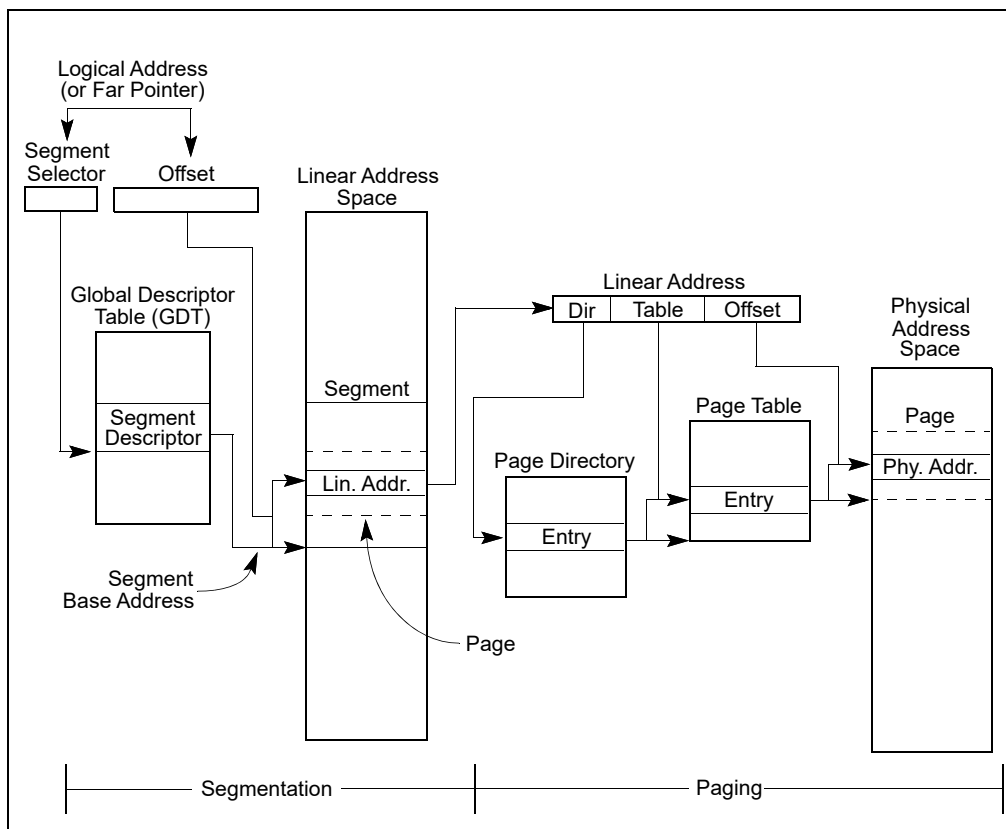 Logical Address
(or Far Pointer)
Segment
Selector
Offset
Linear Address
Space
Global Descriptor
Table (GDT)
Segment
Descriptor
Segment
Lin. Addr.
Segment
Base Address
Page
Linear Address
Dir
Table
Offset
Physical
Address
Space
Page Table
Page
Page Directory
Phy. Addr.
Entry
Entry
Segmentation
Paging